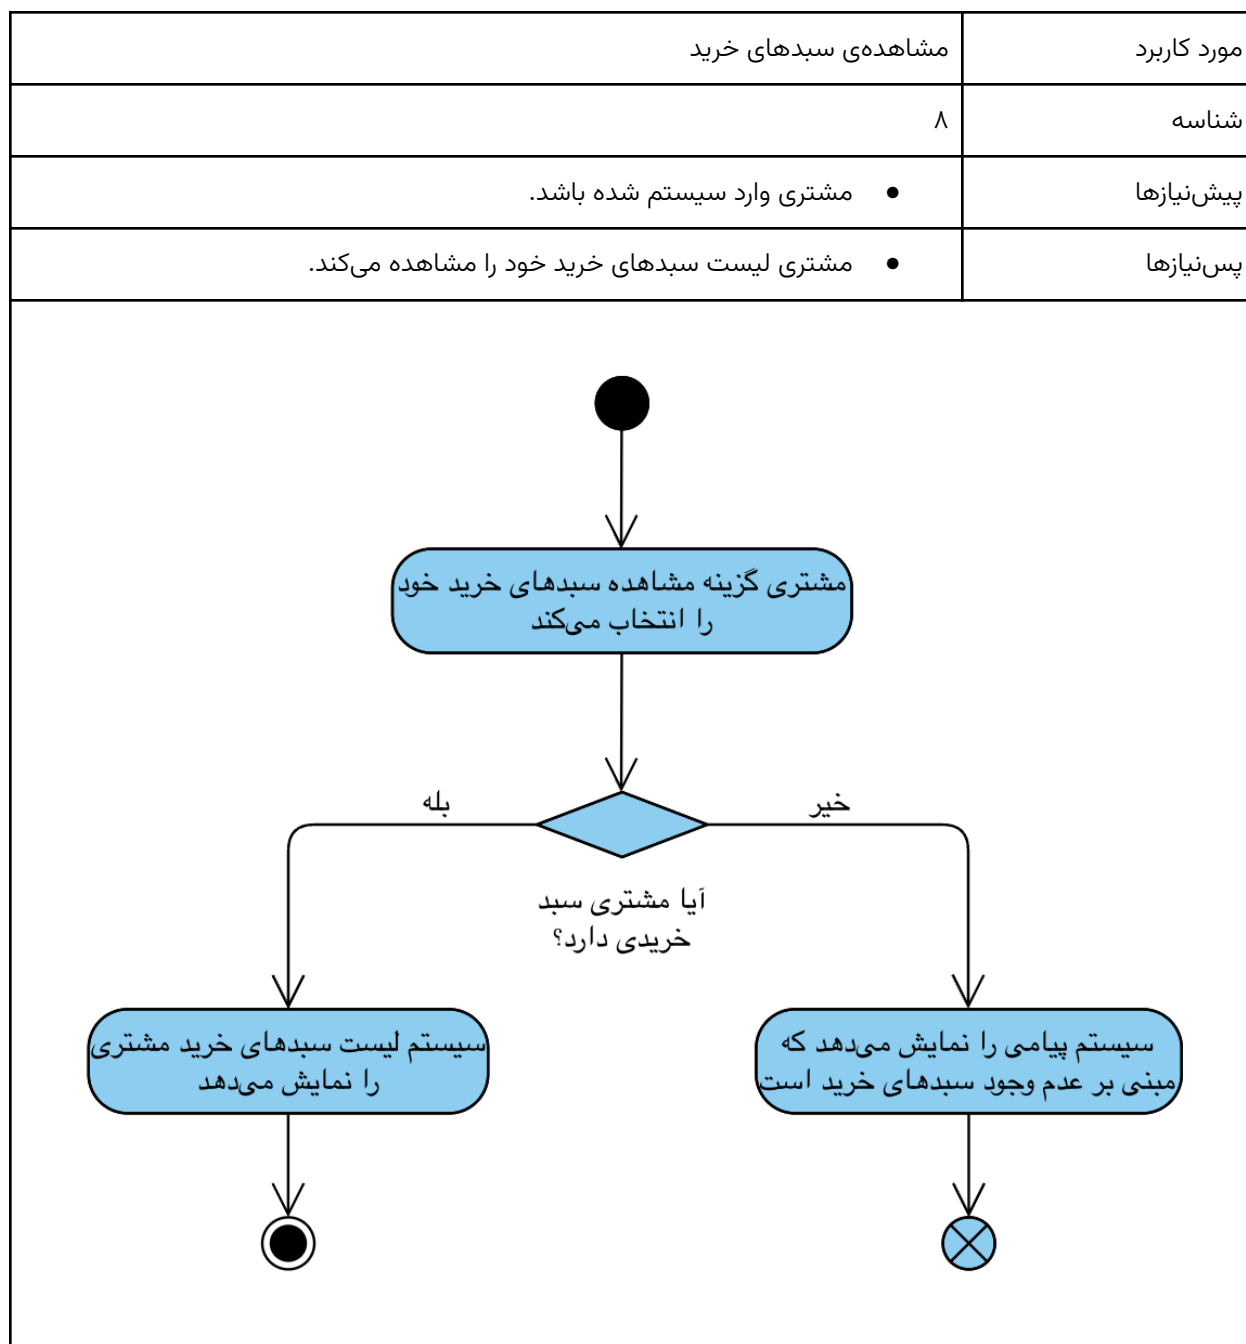 مورد کاربرد
مشاهده‌ی سبدهای خرید
شناسه
۸
پیش‌نیازها
● مشتری وارد سیستم شده باشد.
پس‌نیازها
● مشتری لیست سبدهای خرید خود را مشاهده می‌کند.
مشتری گزینه مشاهده سبدهای خرید خود
را انتخاب می‌کند
خیر
بله
آیا مشتری سبد
خریدی دارد؟
سیستم پیامی را نمایش می‌دهد که
مبنی بر عدم وجود سبدهای خرید است
سیستم لیست سبدهای خرید مشتری
را نمایش می‌دهد